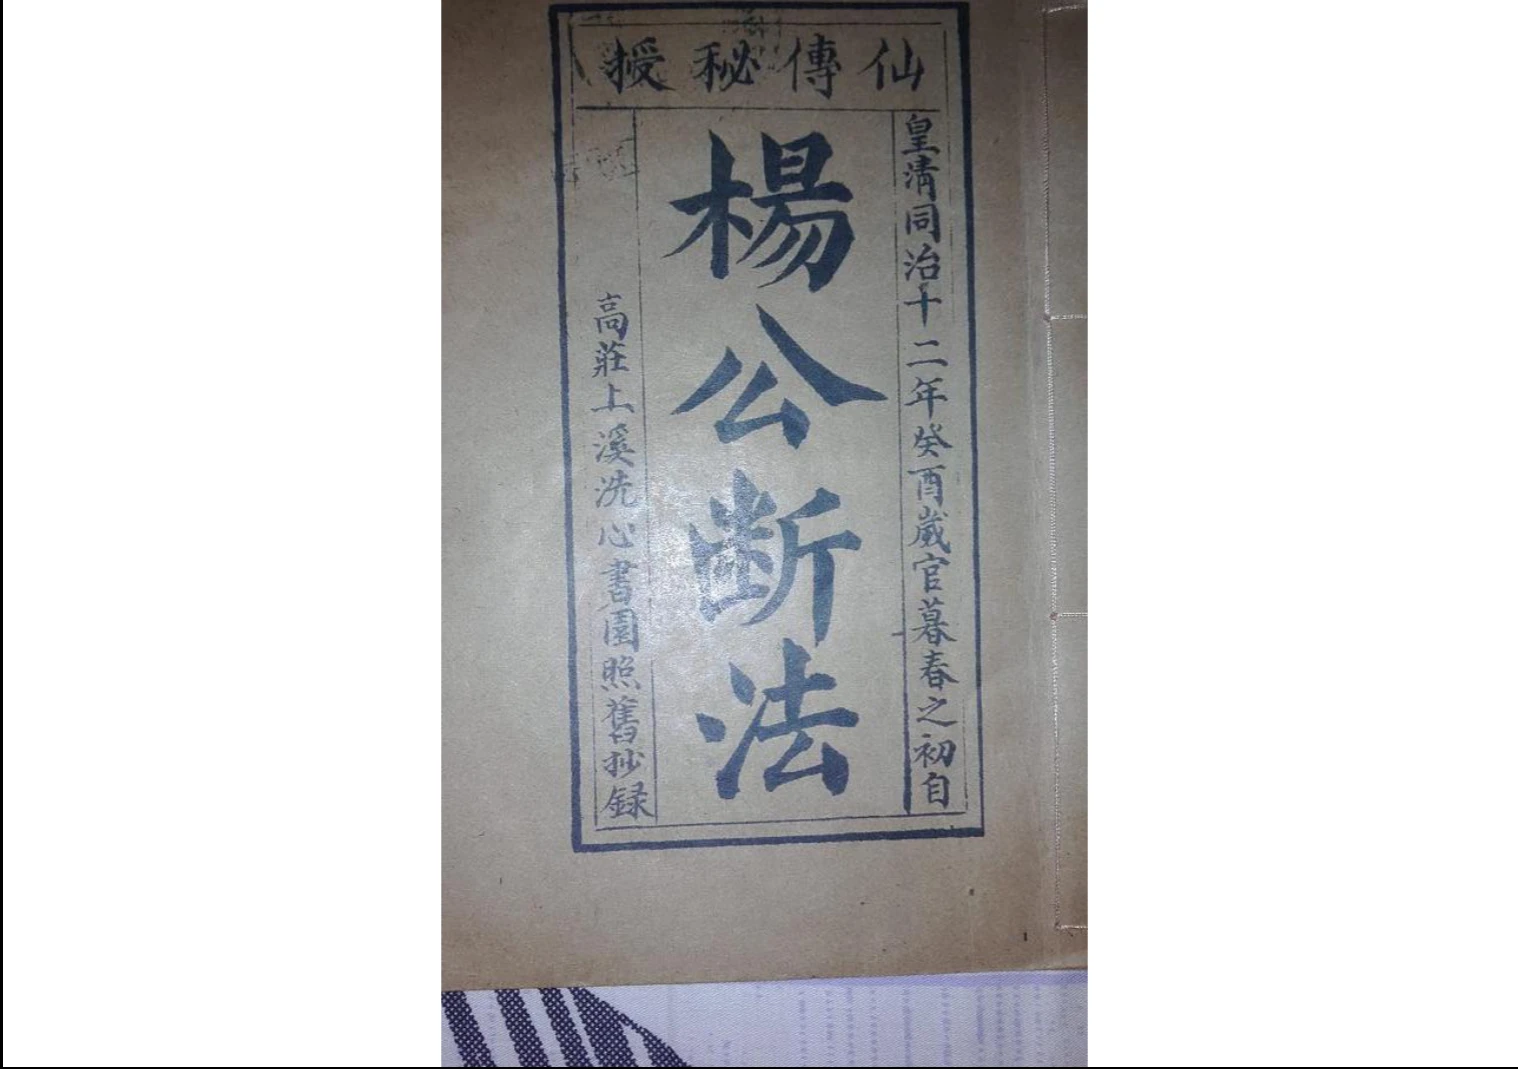 仙傳秘授
皇清同治十二年癸酉歲官暮春之初自
楊公断法
高莊上溪洗心書園照舊抄録